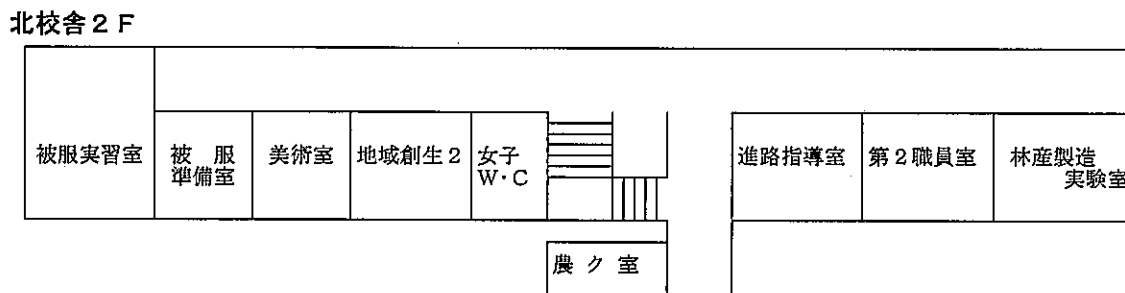 北校舎２Ｆ
被服実習室
被　服
準備室
美術室
地域創生２
女子
Ｗ・Ｃ
進路指導室
第２職員室
林産製造
実験室
農ク室